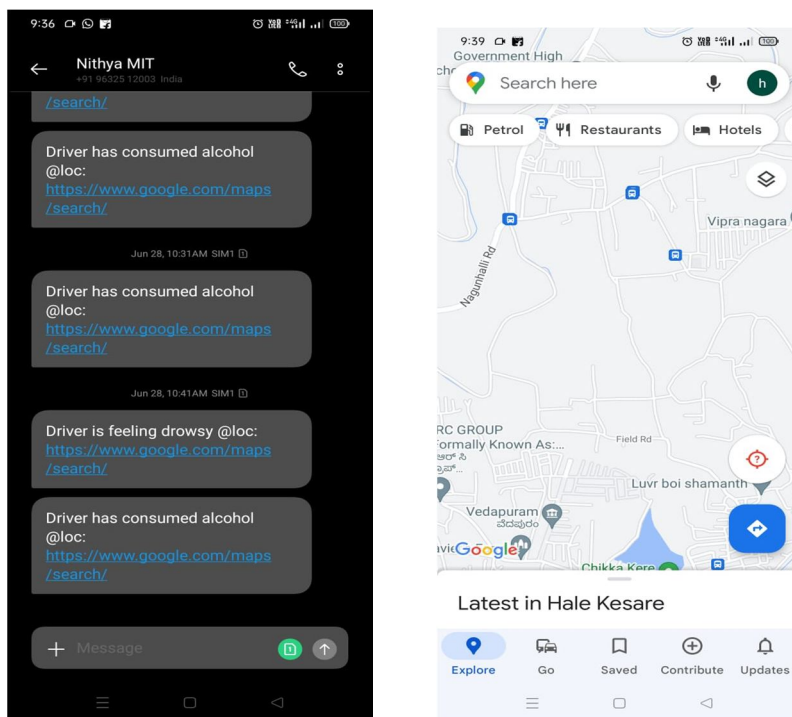 9:36
100
Nithya MIT
+91 96325 12003 India
/search/
Driver has consumed alcohol
@loc:
https://www.google.com/maps
/search/
Jun 28, 10:31AM SIM1
Driver has consumed alcohol
@loc:
https://www.google.com/maps
/search/
Jun 28, 10:41AM SIM1
Driver is feeling drowsy @loc:
https://www.google.com/maps
/search/
Driver has consumed alcohol
@loc:
https://www.google.com/maps
/search/
Message
9:39
100
Government High
Search here
h
Petrol
Restaurants
Hotels
Vipra nagara
Nagunhalli Rd
RC GROUP
ormally Known As:...
Field Rd
Luvr boi shamanth
Vedapuram
ವೆದಪುರಂ
Google
Chikka Kere
Latest in Hale Kesare
Explore
Go
Saved
Contribute
Updates